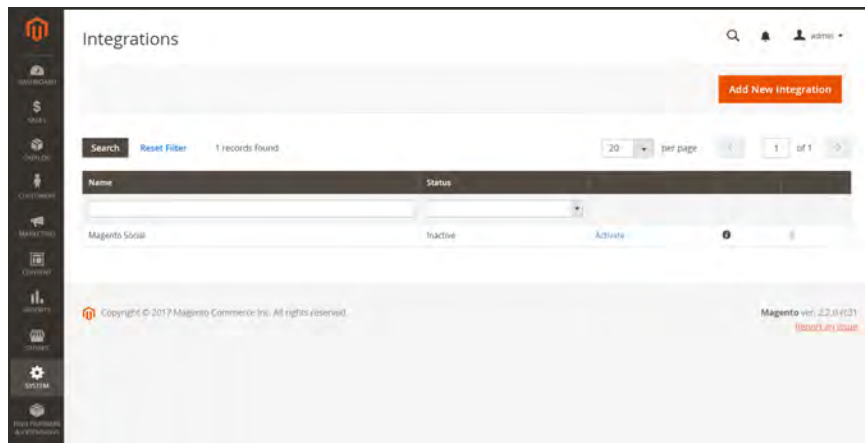 Integrations
admin
DASHBOARD
Add New Integration
$
SALES
CATALOG
Search Reset Filter 1 records found 20 per page 1 of 1
CUSTOMERS
Name Status
MARKETING
Magento Social Inactive Activate
CONTENT
REPORTS
Copyright © 2017 Magento Commerce Inc. All rights reserved.
Magento ver. 2.2.0-rc31
Report an Issue
STORES
SYSTEM
FIND PARTNERS
& EXTENSIONS